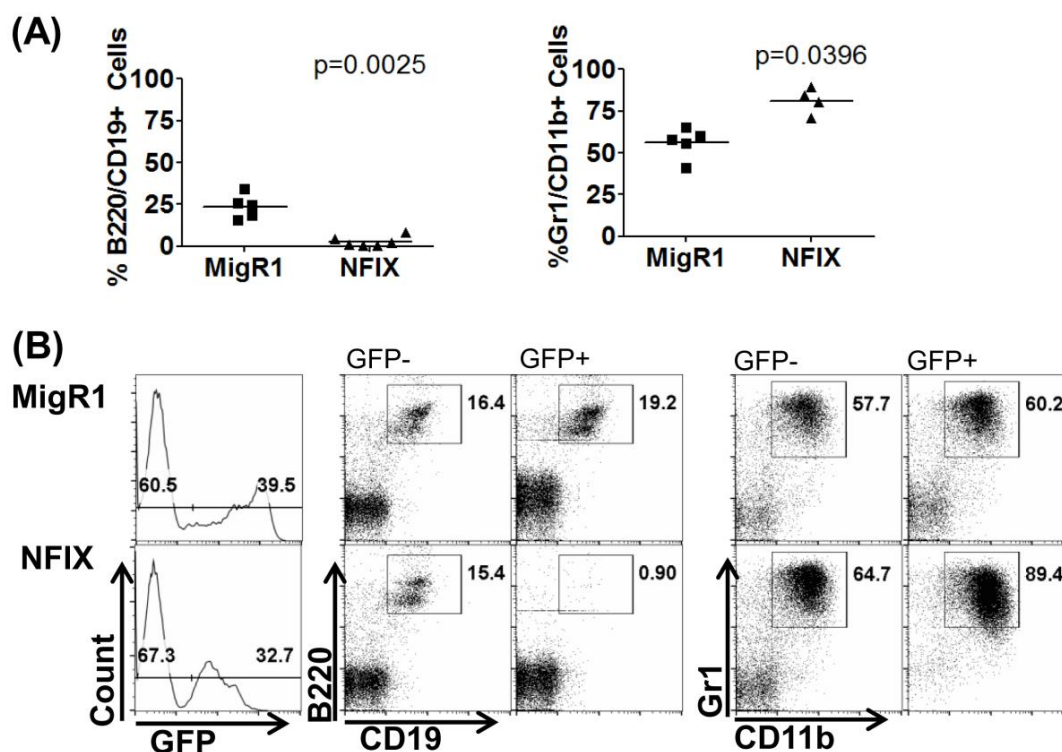 (A)
p=0.0025
% B220/CD19+ Cells
100
75
50
25
0
MigR1 NFIX
p=0.0396
%Gr1/CD11b+ Cells
100
75
50
25
0
MigR1 NFIX
(B)
GFP- GFP+ GFP- GFP+
MigR1
60.5 39.5 16.4 19.2 57.7 60.2
NFIX
67.3 32.7 15.4 0.90 64.7 89.4
Count
GFP
B220
CD19
Gr1
CD11b